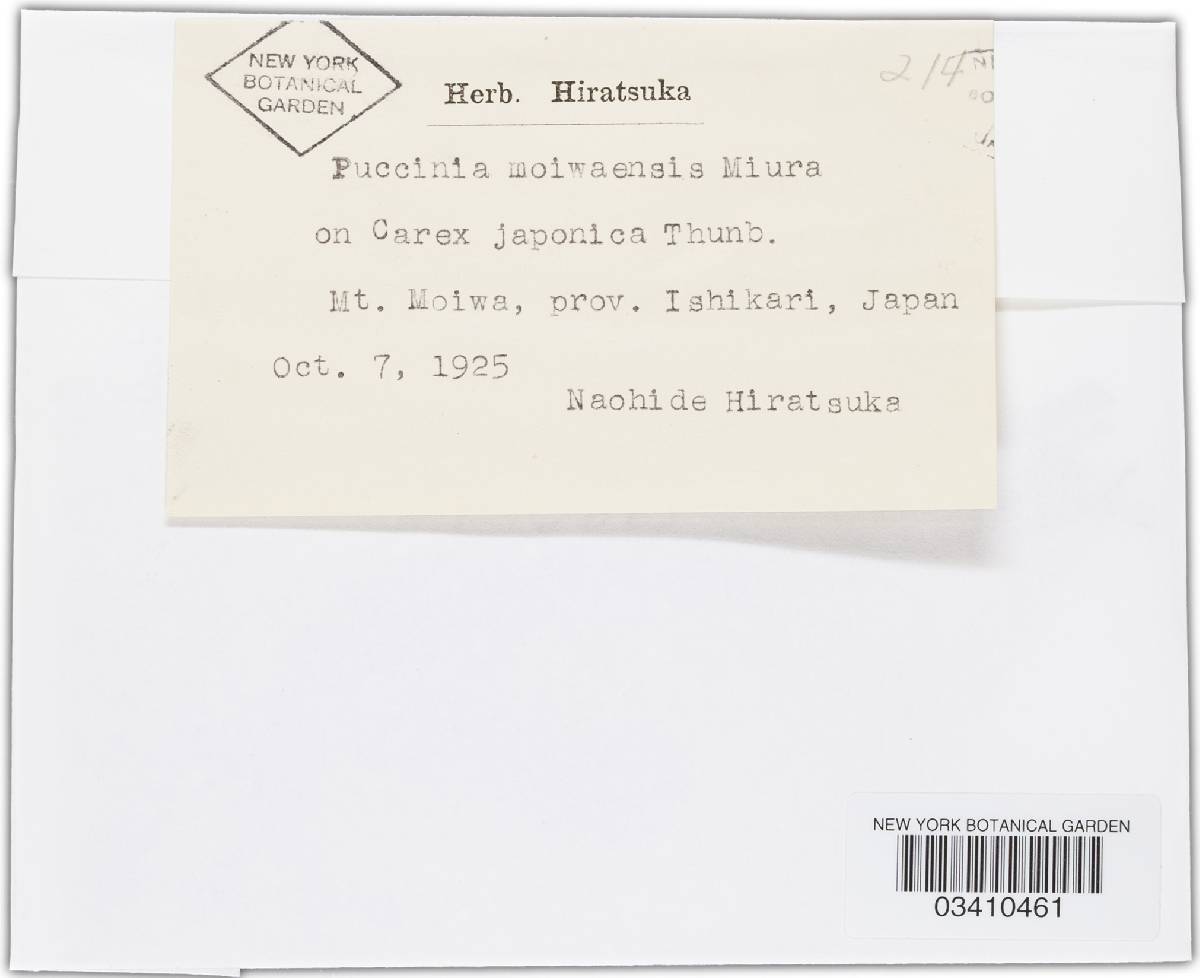 NEW YORK
BOTANICAL
GARDEN
214
Herb. Hiratsuka
Puccinia moiwaensis Miura
on Carex japonica Thunb.
Mt. Moiwa, prov. Ishikari, Japan
Oct. 7, 1925
Naohide Hiratsuka
NEW YORK BOTANICAL GARDEN
03410461